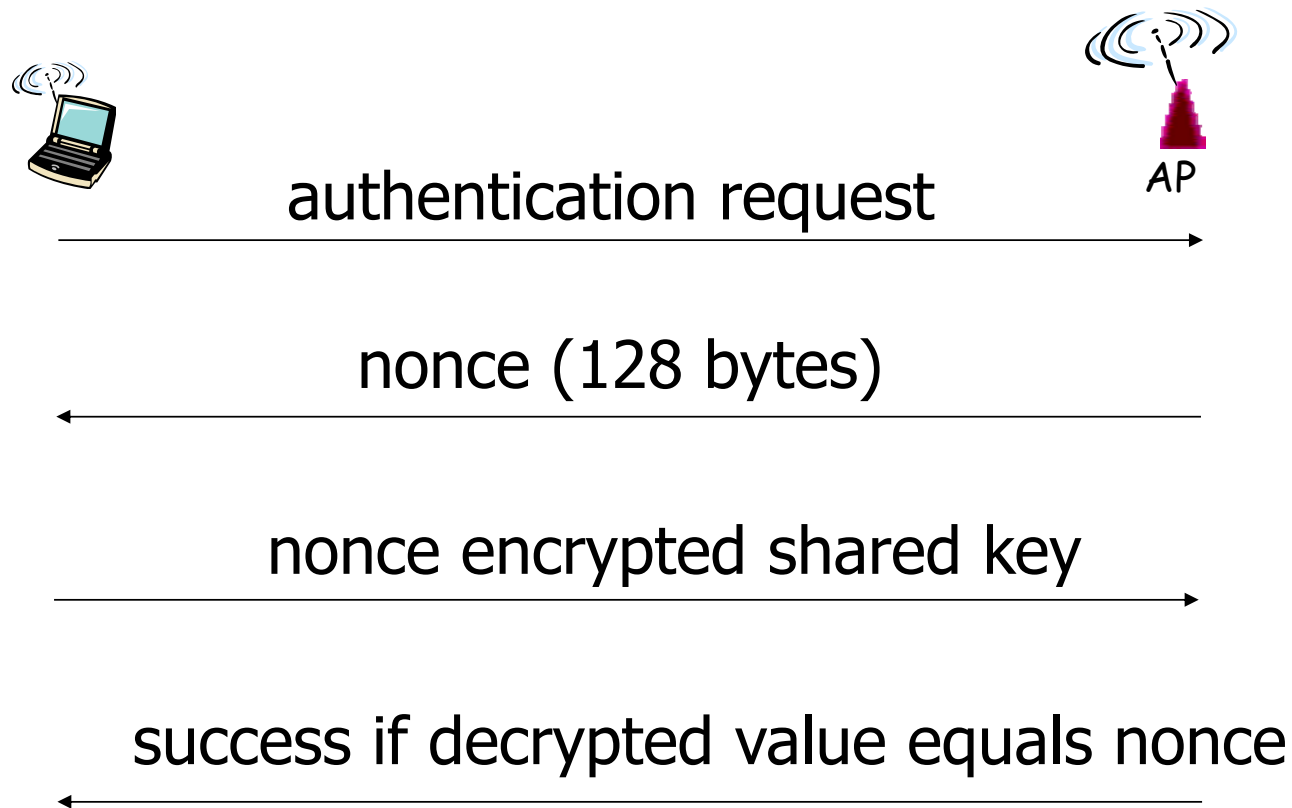 AP
authentication request
nonce (128 bytes)
nonce encrypted shared key
success if decrypted value equals nonce